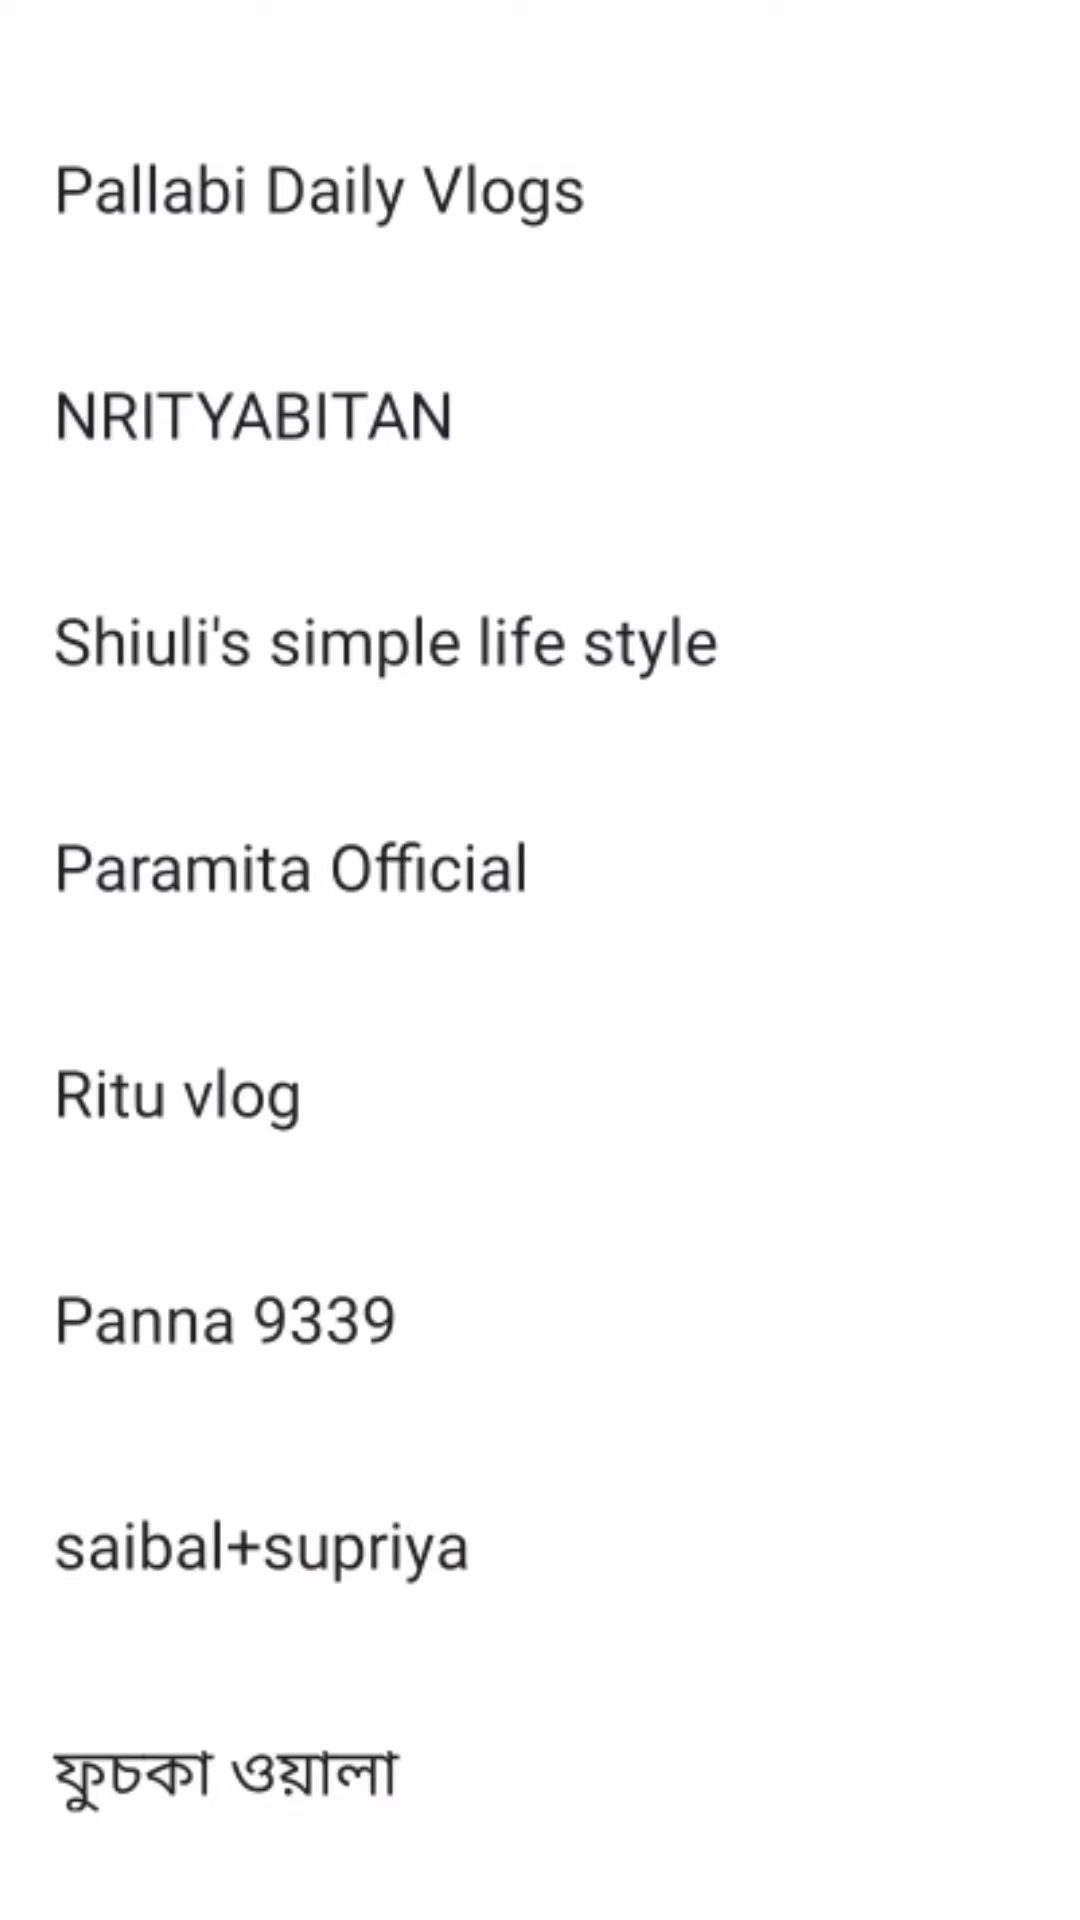 Pallabi Daily Vlogs
NRITYABITAN
Shiuli's simple life style
Paramita Official
Ritu vlog
Panna 9339
saibal+supriya
ফুচকা ওয়ালা